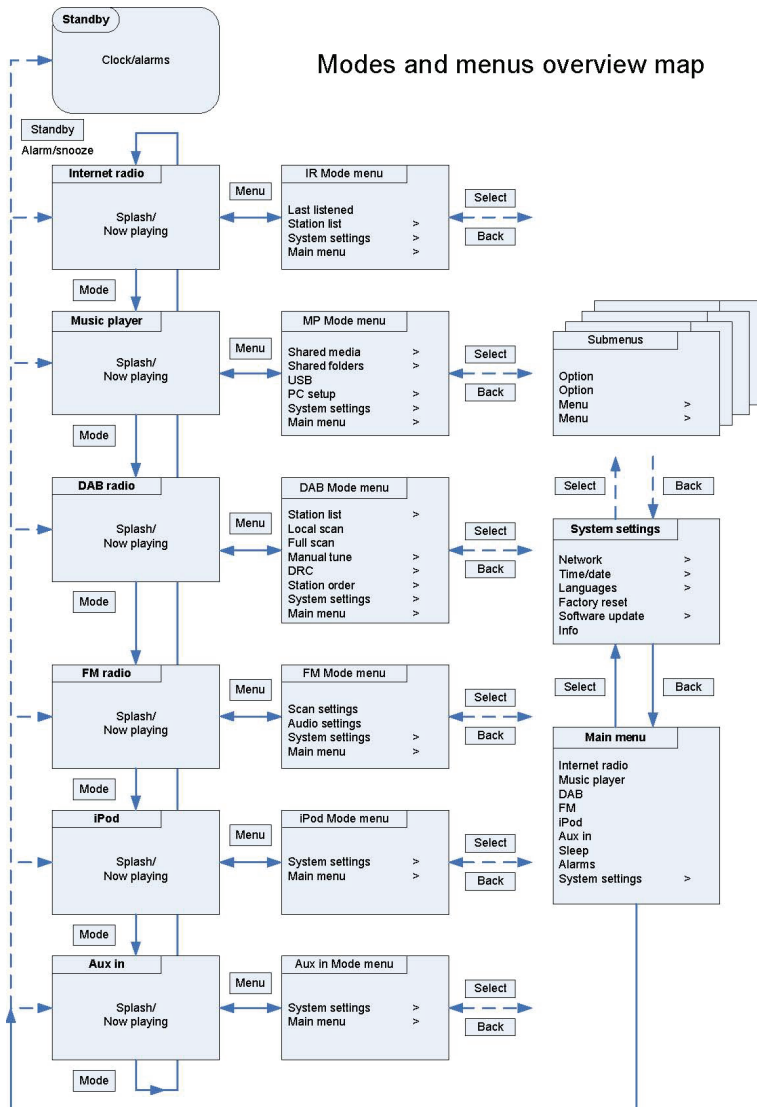 Standby
Clock/alarms
Modes and menus overview map
Standby
Alarm/snooze
Internet radio
Splash/
Now playing
Menu
IR Mode menu
Last listened
Station list >
System settings >
Main menu >
Select
Back
Mode
Music player
Splash/
Now playing
Menu
MP Mode menu
Shared media >
Shared folders >
USB
PC setup >
System settings >
Main menu >
Select
Back
Submenus
Option
Option
Menu >
Menu >
Mode
DAB radio
Splash/
Now playing
Menu
DAB Mode menu
Station list >
Local scan
Full scan
Manual tune >
DRC >
Station order >
System settings >
Main menu >
Select
Back
Select
Back
System settings
Network >
Time/date >
Languages >
Factory reset
Software update >
Info
Mode
FM radio
Splash/
Now playing
Menu
FM Mode menu
Scan settings
Audio settings
System settings >
Main menu >
Select
Back
Select
Back
Main menu
Internet radio
Music player
DAB
FM
iPod
Aux in
Sleep
Alarms
System settings >
Mode
iPod
Splash/
Now playing
Menu
iPod Mode menu
System settings >
Main menu >
Select
Back
Mode
Aux in
Splash/
Now playing
Menu
Aux in Mode menu
System settings >
Main menu >
Select
Back
Mode